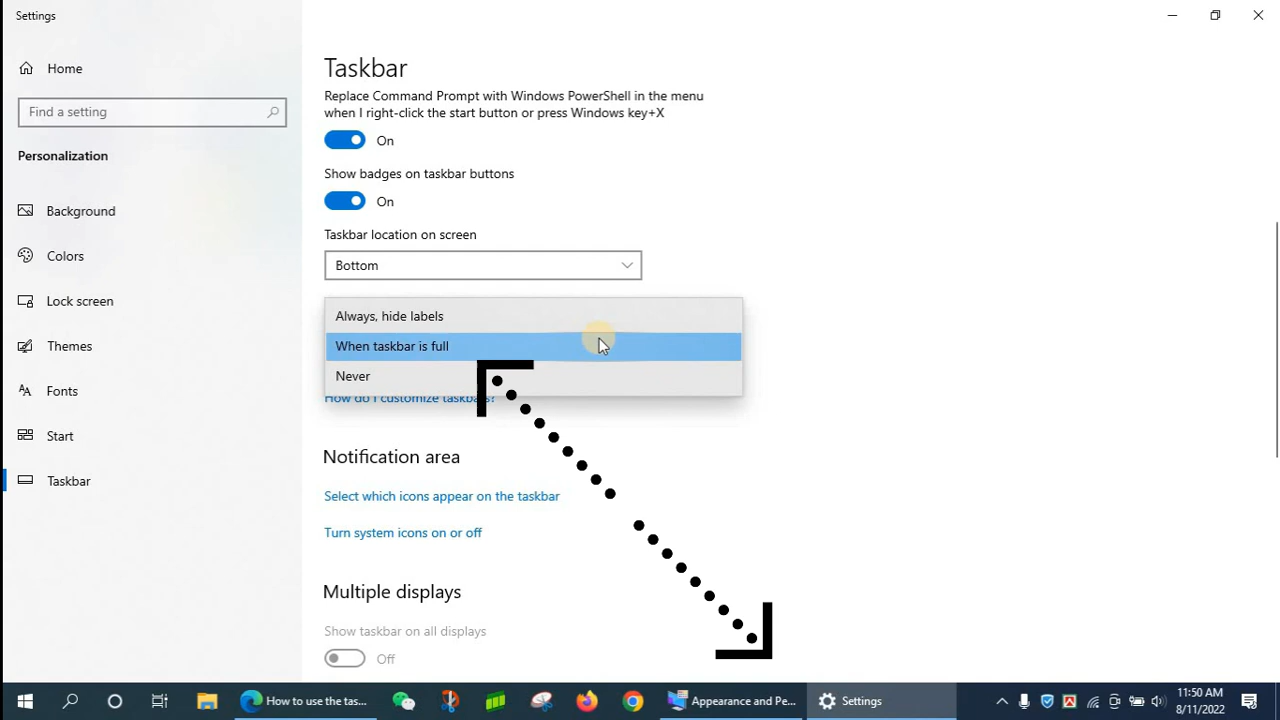 Settings
Home
Find a setting
Personalization
Background
Colors
Lock screen
Themes
Fonts
Start
Taskbar
Taskbar
Replace Command Prompt with Windows PowerShell in the menu
when I right-click the start button or press Windows key+X
On
Show badges on taskbar buttons
On
Taskbar location on screen
Bottom
Always, hide labels
When taskbar is full
Never
How do I customize taskbars?
Notification area
Select which icons appear on the taskbar
Turn system icons on or off
Multiple displays
Show taskbar on all displays
Off
How to use the tas...
Appearance and Pe...
Settings
11:50 AM
8/11/2022